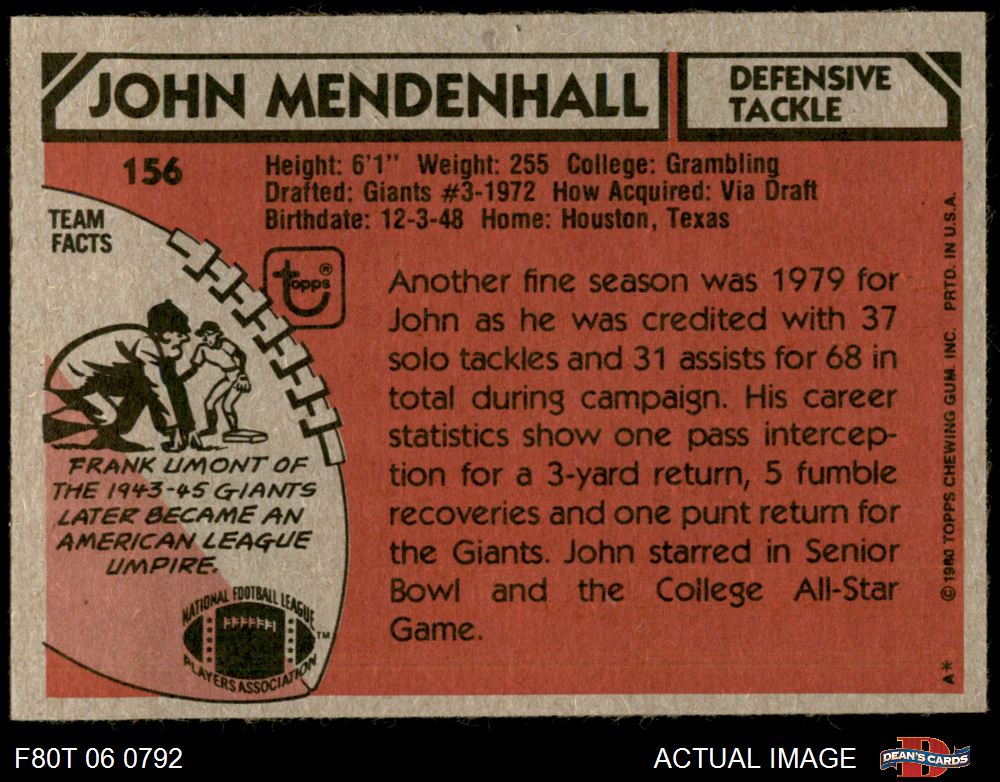 JOHN MENDENHALL
DEFENSIVE
TACKLE
156
Height: 6'1" Weight: 255 College: Grambling
Drafted: Giants #3-1972 How Acquired: Via Draft
Birthdate: 12-3-48 Home: Houston, Texas
TEAM
FACTS
topps®
Another fine season was 1979 for
John as he was credited with 37
solo tackles and 31 assists for 68 in
total during campaign. His career
statistics show one pass intercep-
tion for a 3-yard return, 5 fumble
recoveries and one punt return for
the Giants. John starred in Senior
Bowl and the College All-Star
Game.
FRANK UMONT OF
THE 1943-45 GIANTS
LATER BECAME AN
AMERICAN LEAGUE
UMPIRE.
NATIONAL FOOTBALL LEAGUE
PLAYERS ASSOCIATION
TM
A* © 1980 TOPPS CHEWING GUM, INC. PRTD. IN U.S.A.
F80T 06 0792
ACTUAL IMAGE
DEAN'S CARDS